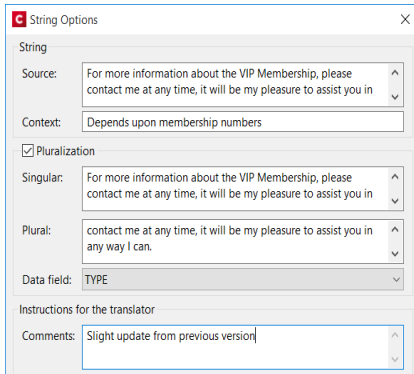 C String Options
String
Source:
For more information about the VIP Membership, please
contact me at any time, it will be my pleasure to assist you in
Context:
Depends upon membership numbers
Pluralization
Singular:
For more information about the VIP Membership, please
contact me at any time, it will be my pleasure to assist you in
Plural:
contact me at any time, it will be my pleasure to assist you in
any way I can.
Data field:
TYPE
Instructions for the translator
Comments:
Slight update from previous version